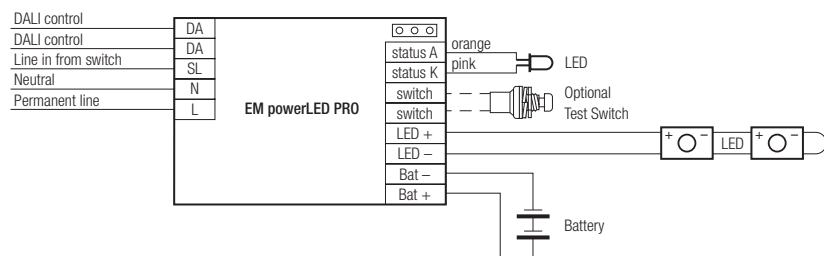 DALI control
DALI control
Line in from switch
Neutral
Permanent line
DA
DA
SL
N
L
EM powerLED PRO
status A
status K
switch
switch
LED +
LED –
Bat –
Bat +
orange
pink
LED
Optional
Test Switch
+ –
LED
+ –
Battery